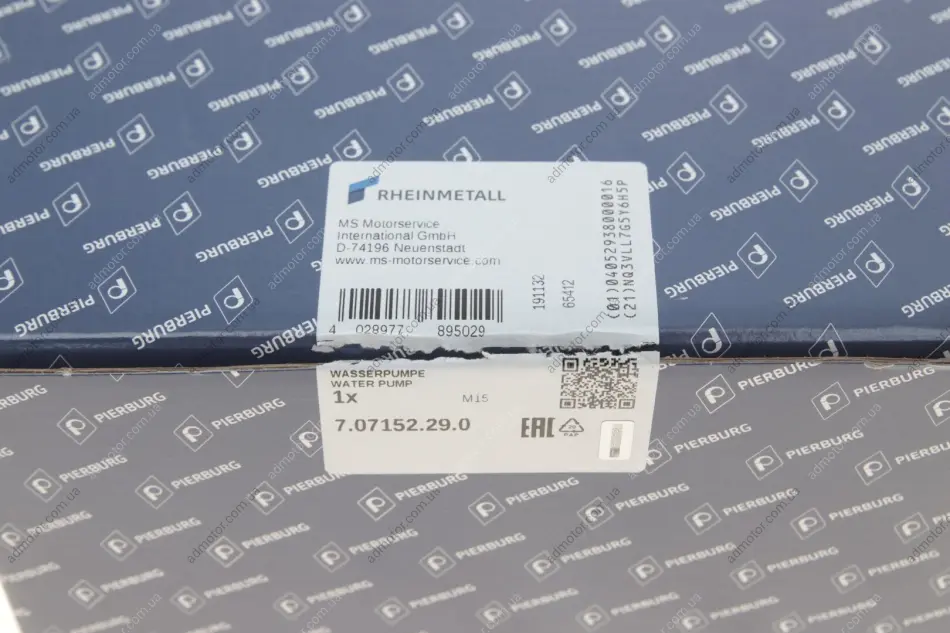 RHEINMETALL
MS Motorservice
International GmbH
D-74196 Neuenstadt
www.ms-motorservice.com
4 028977 895029
191132
65412
(01)04052938000016
(21)NQ3VLL7G5Y6H5P
WASSERPUMPE
WATER PUMP
1x
M15
7.07152.29.0
EAC
PAP
PIERBURG
admotor.com.ua